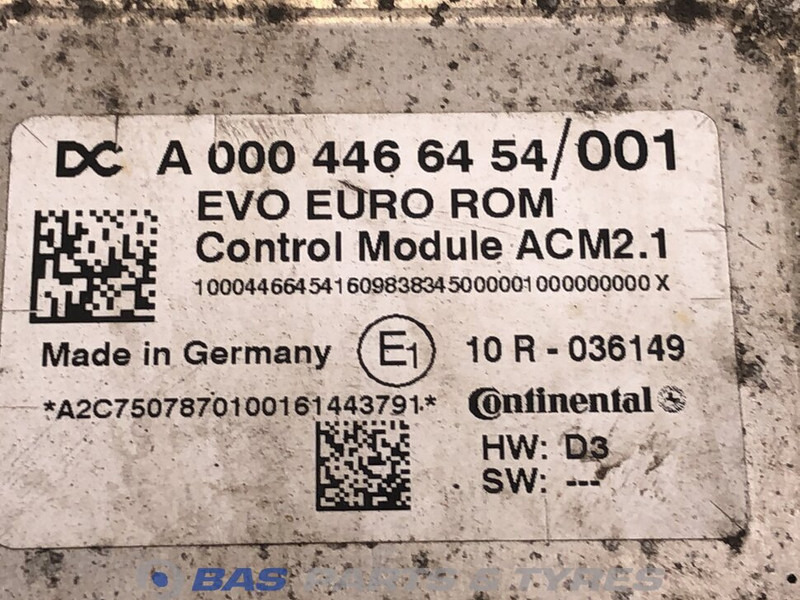 DC A 000 446 64 54/001
EVO EURO ROM
Control Module ACM2.1
100044664541609838345000001000000000 X
Made in Germany E1 10 R - 036149
*A2C7507870100161443791*
Continental
HW: D3
SW: ---
BAS PARTS & TYRES